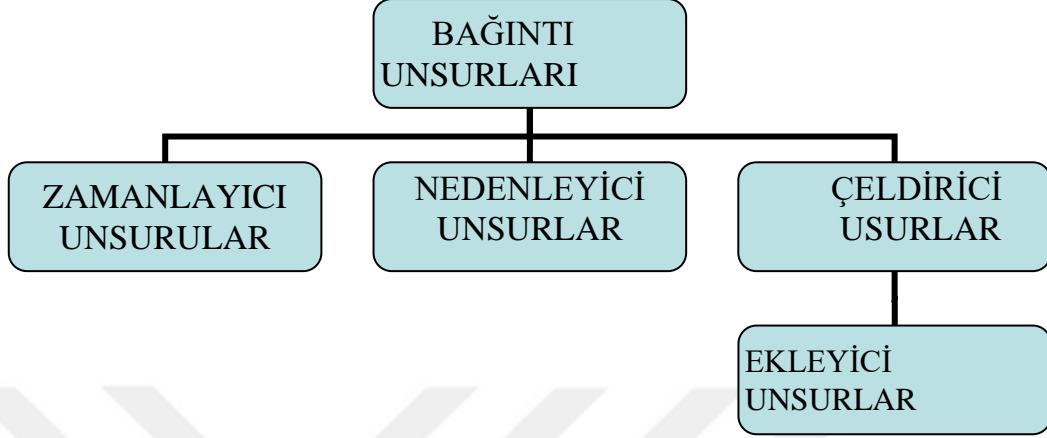 BAĞINTI
UNSURLARI
ZAMANLAYICI
UNSURULAR
NEDENLEYİCİ
UNSURLAR
ÇELDİRİCİ
USURLAR
EKLEYİCİ
UNSURLAR